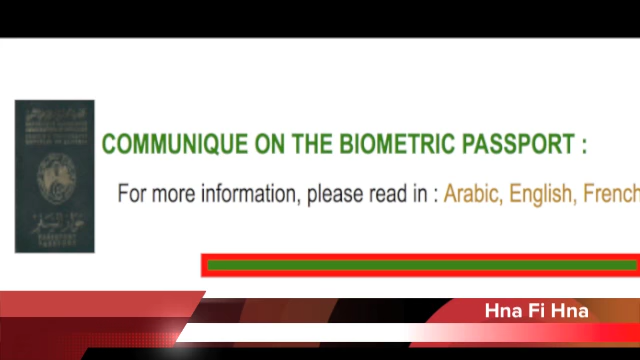 COMMUNIQUE ON THE BIOMETRIC PASSPORT :
For more information, please read in : Arabic, English, French
Hna Fi Hna